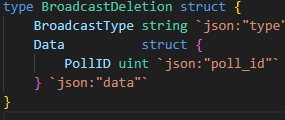 type BroadcastDeletion struct {
BroadcastType string `json:"type"
Data struct {
PollID uint `json:"poll_id"`
} `json:"data"`
}